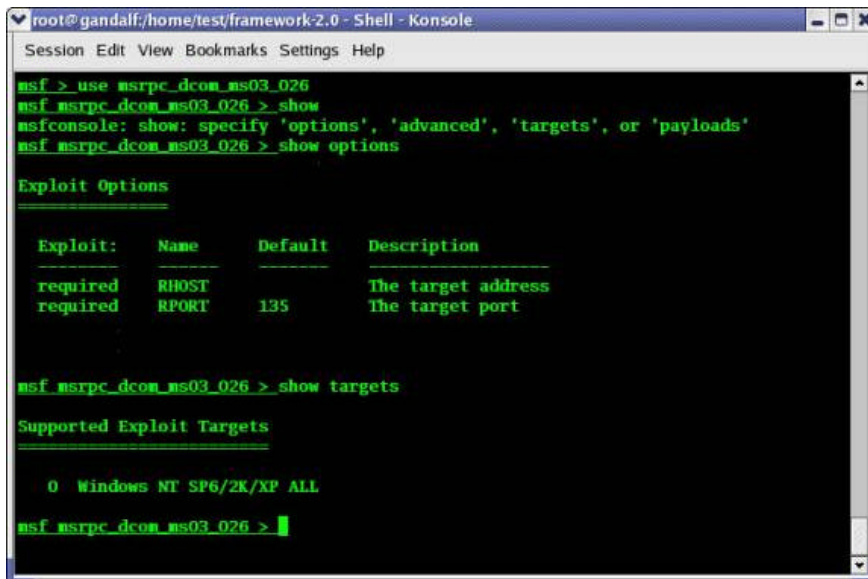 root@gandalf:/home/test/framework-2.0 - Shell - Konsole
Session Edit View Bookmarks Settings Help
msf > use msrpc_dcom_ms03_026
msf msrpc_dcom_ms03_026 > show
msfconsole: show: specify 'options', 'advanced', 'targets', or 'payloads'
msf msrpc_dcom_ms03_026 > show options
Exploit Options
===============
Exploit: Name Default Description
-------- ------ ------- ------------------
required RHOST The target address
required RPORT 135 The target port
msf msrpc_dcom_ms03_026 > show targets
Supported Exploit Targets
=========================
0 Windows NT SP6/2K/XP ALL
msf msrpc_dcom_ms03_026 >